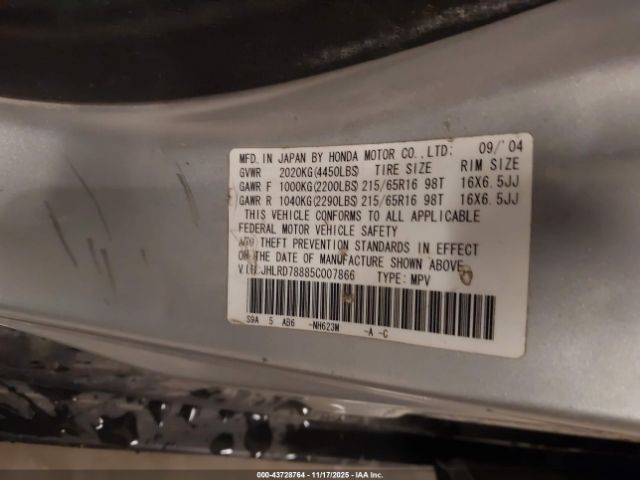 MFD. IN JAPAN BY HONDA MOTOR CO., LTD: 09/'04
GVWR 2020KG(4450LBS) TIRE SIZE RIM SIZE
GAWR F 1000KG(2200LBS) 215/65R16 98T 16X6.5JJ
GAWR R 1040KG(2290LBS) 215/65R16 98T 16X6.5JJ
THIS VEHICLE CONFORMS TO ALL APPLICABLE
FEDERAL MOTOR VEHICLE SAFETY
AND THEFT PREVENTION STANDARDS IN EFFECT
ON THE DATE OF MANUFACTURE SHOWN ABOVE.
VIN: JHLRD78885C007866 TYPE: MPV
S9A 5 AB6 -NH623M -A -C
000-43728764 - 11/17/2025 - IAA Inc.